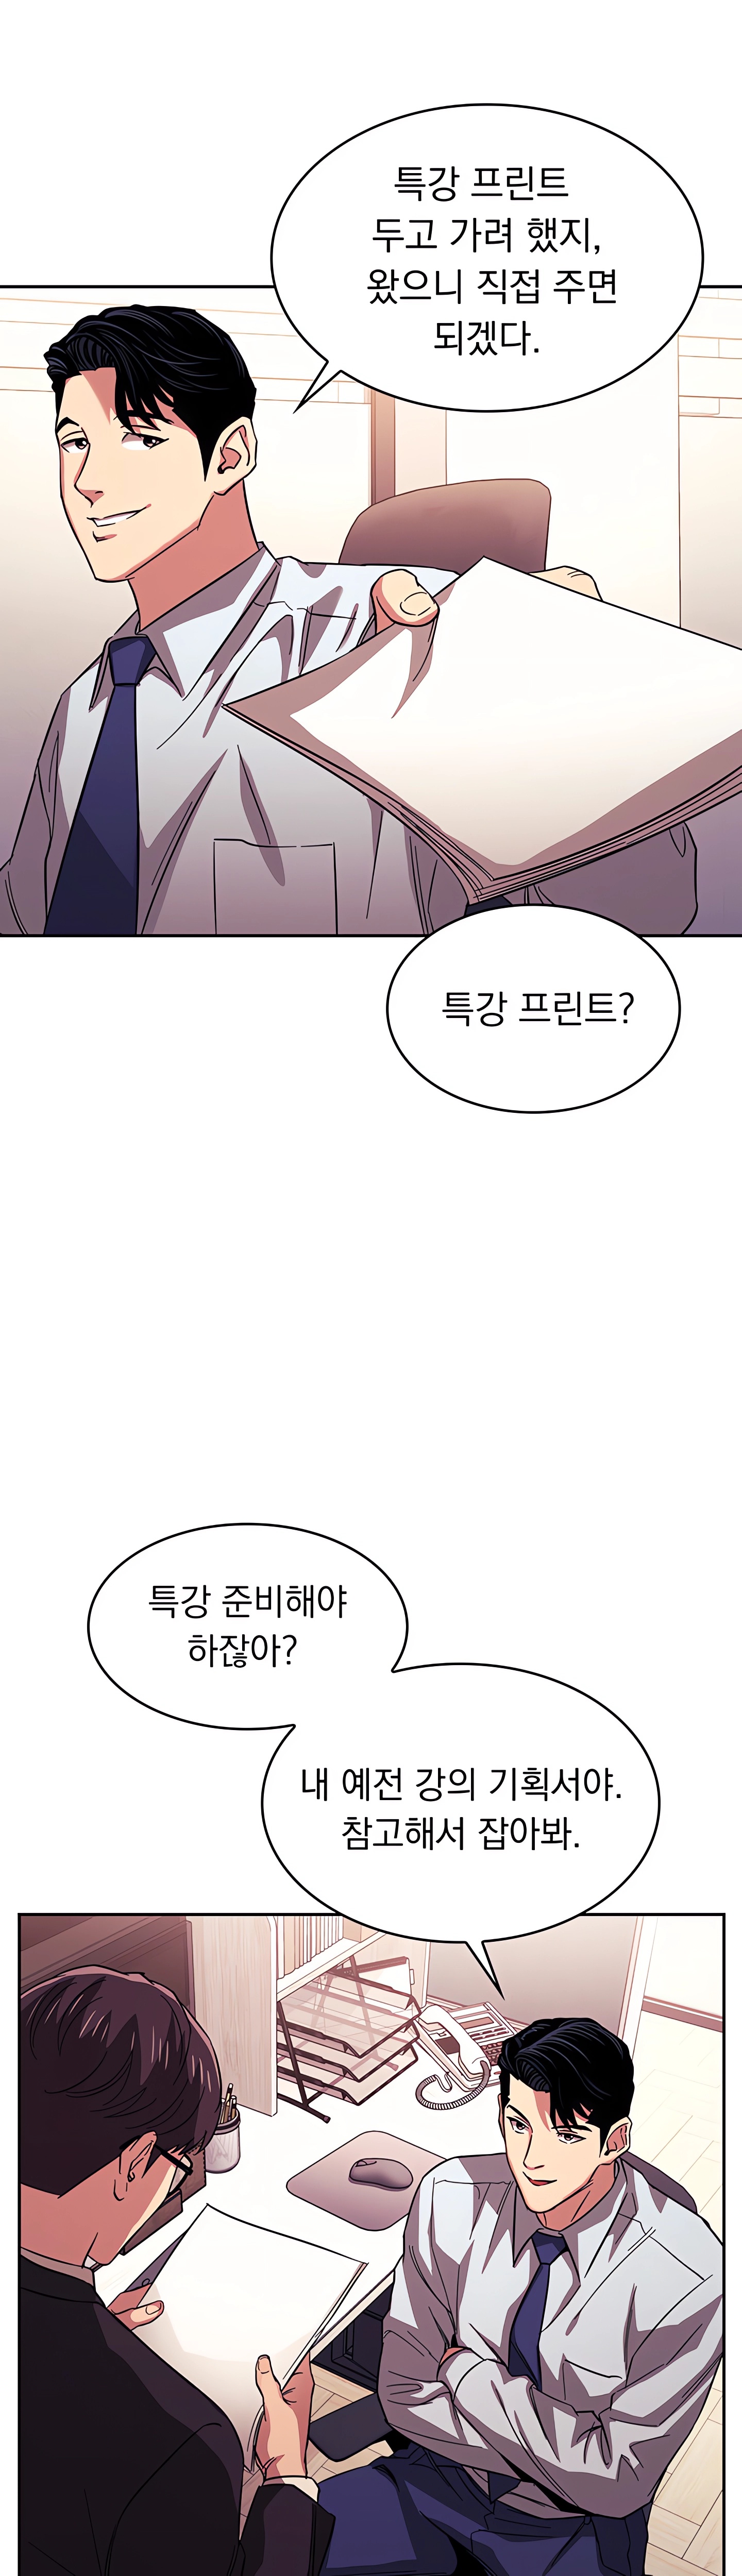 특강 프린트
두고 가려 했지,
왔으니 직접 주면
되겠다.
특강 프린트?
특강 준비해야
하잖아?
내 예전 강의 기획서야.
참고해서 잡아봐.